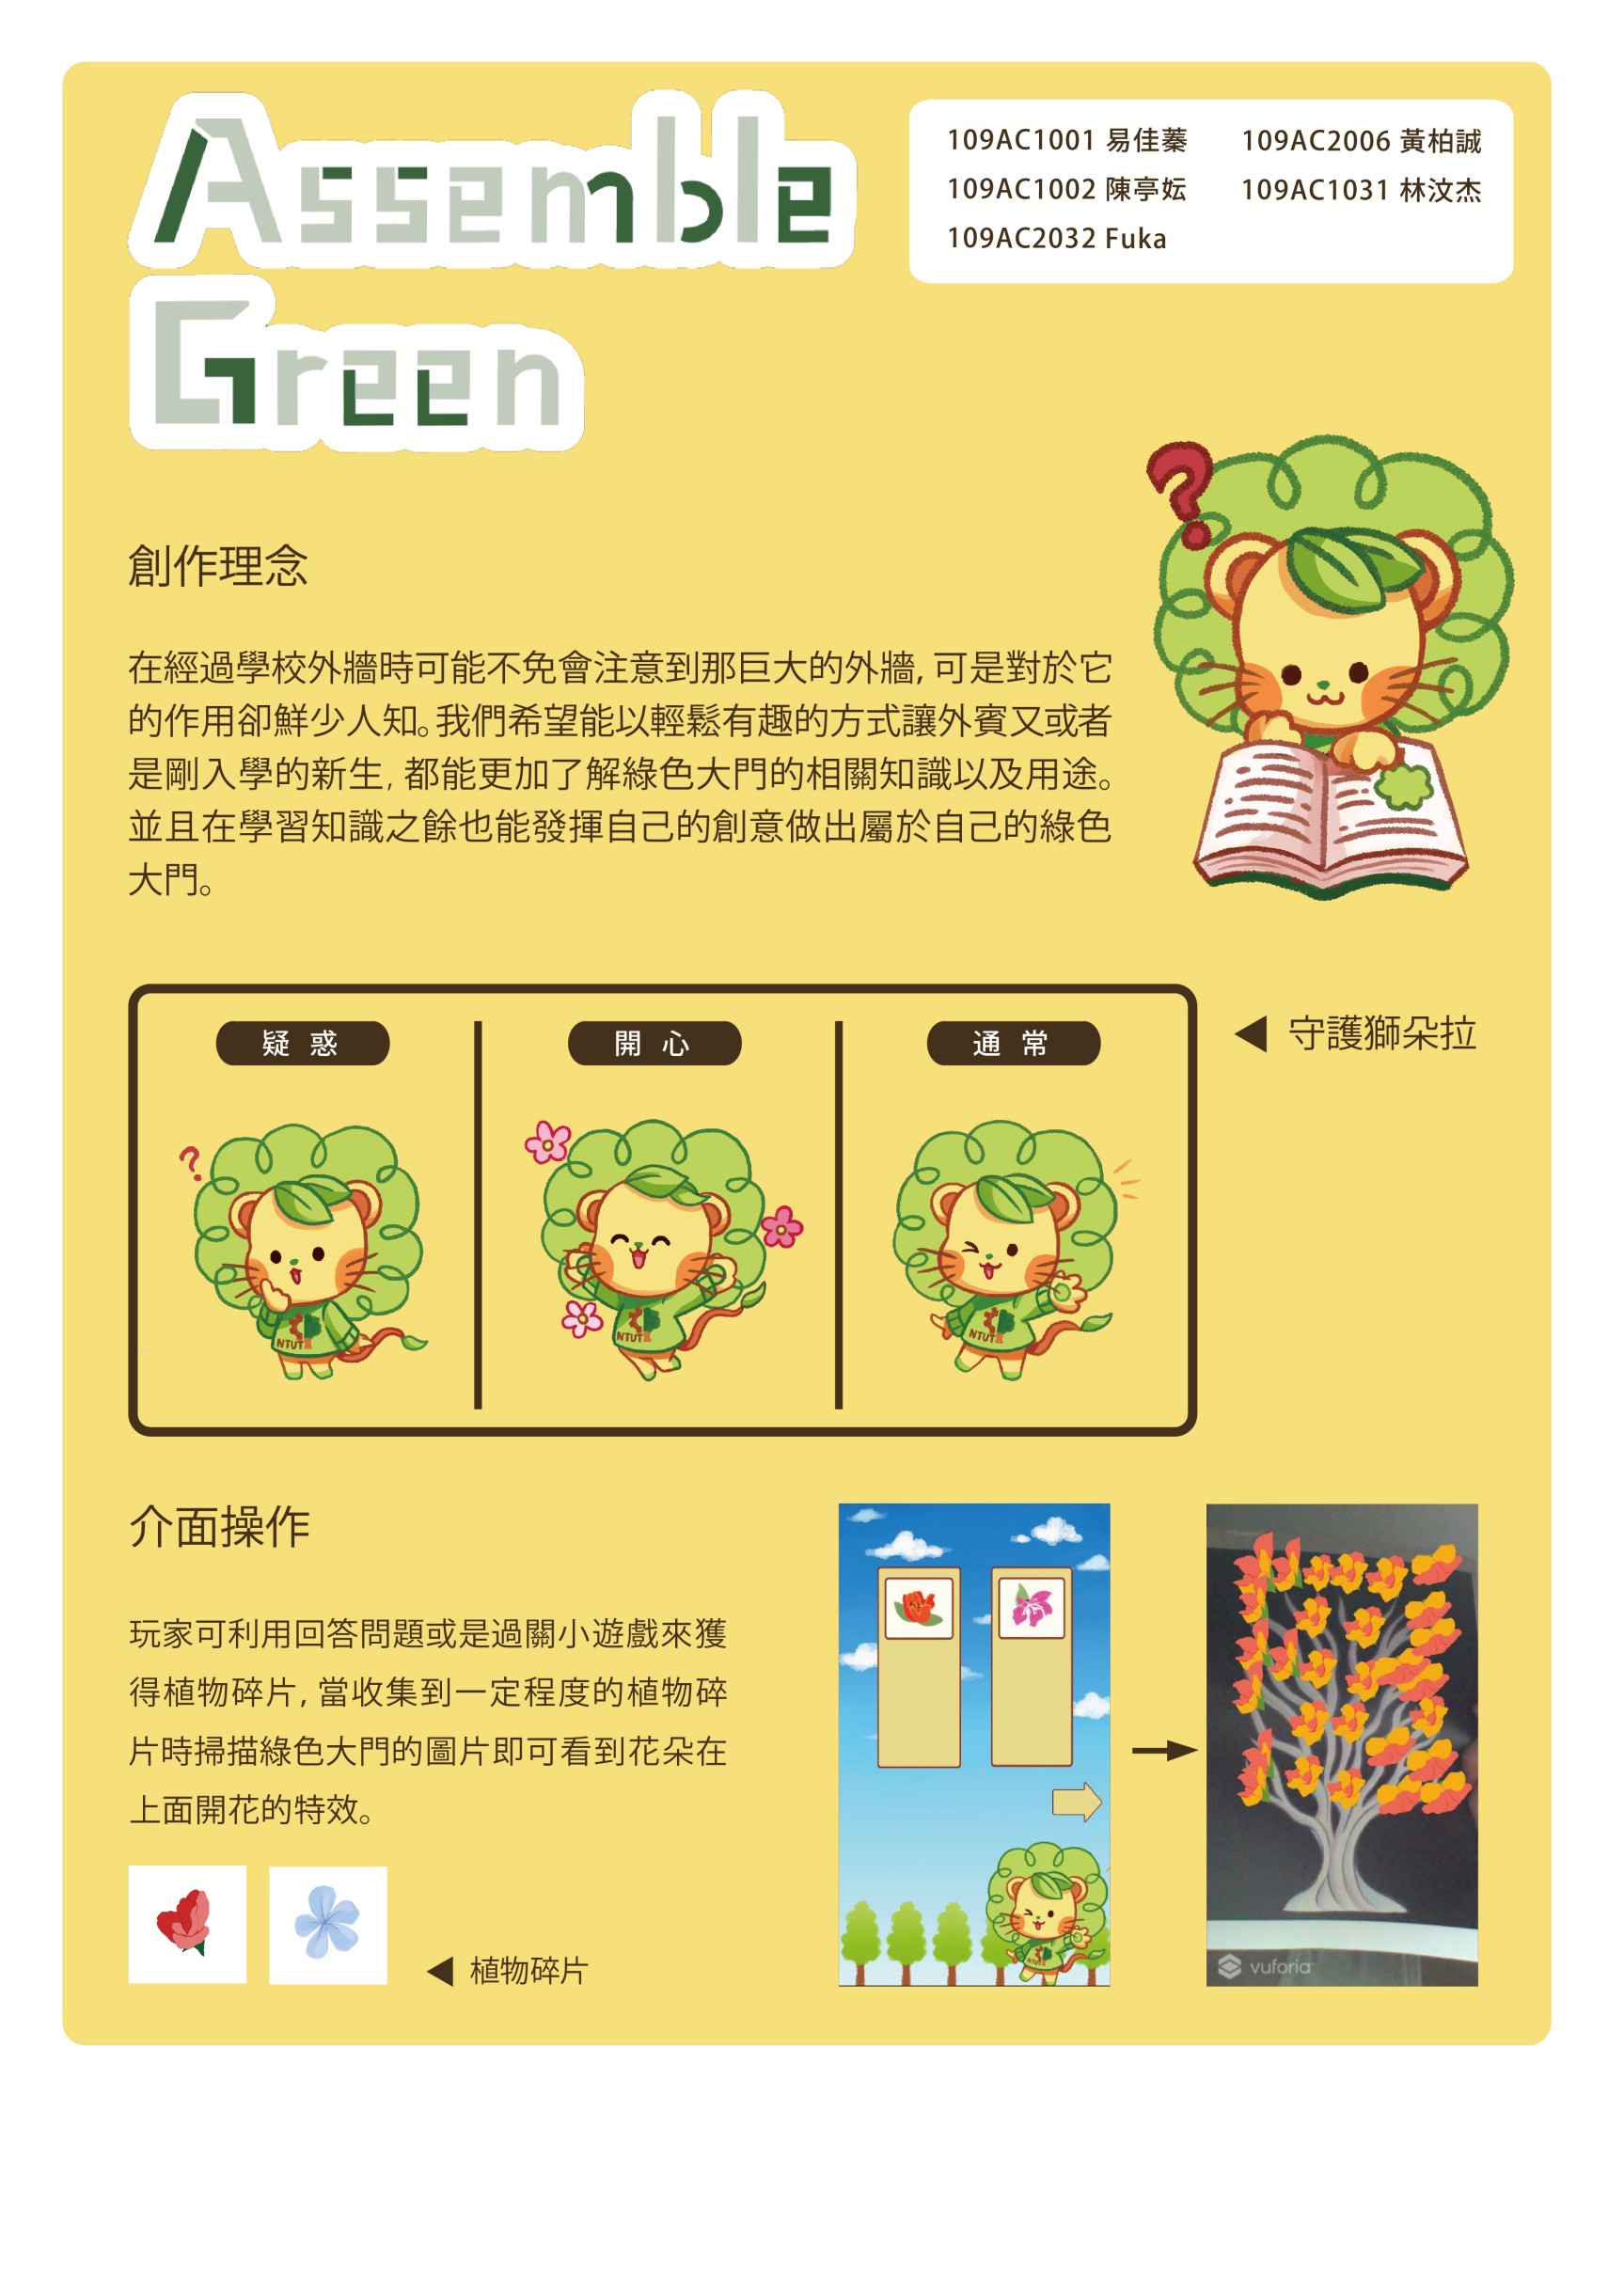 Assemble
Green
109AC1001 易佳蓁
109AC2006 黃柏誠
109AC1002 陳亭妘
109AC1031 林汶杰
109AC2032 Fuka
?
創作理念
在經過學校外牆時可能不免會注意到那巨大的外牆, 可是對於它
的作用卻鮮少人知。我們希望能以輕鬆有趣的方式讓外賓又或者
是剛入學的新生, 都能更加了解綠色大門的相關知識以及用途。
並且在學習知識之餘也能發揮自己的創意做出屬於自己的綠色
大門。
疑惑
開心
通常
守護獅朵拉
?
NTUT
NTUT
NTUT
介面操作
玩家可利用回答問題或是過關小遊戲來獲
得植物碎片, 當收集到一定程度的植物碎
片時掃描綠色大門的圖片即可看到花朵在
上面開花的特效。
植物碎片
NTUT
vuforia